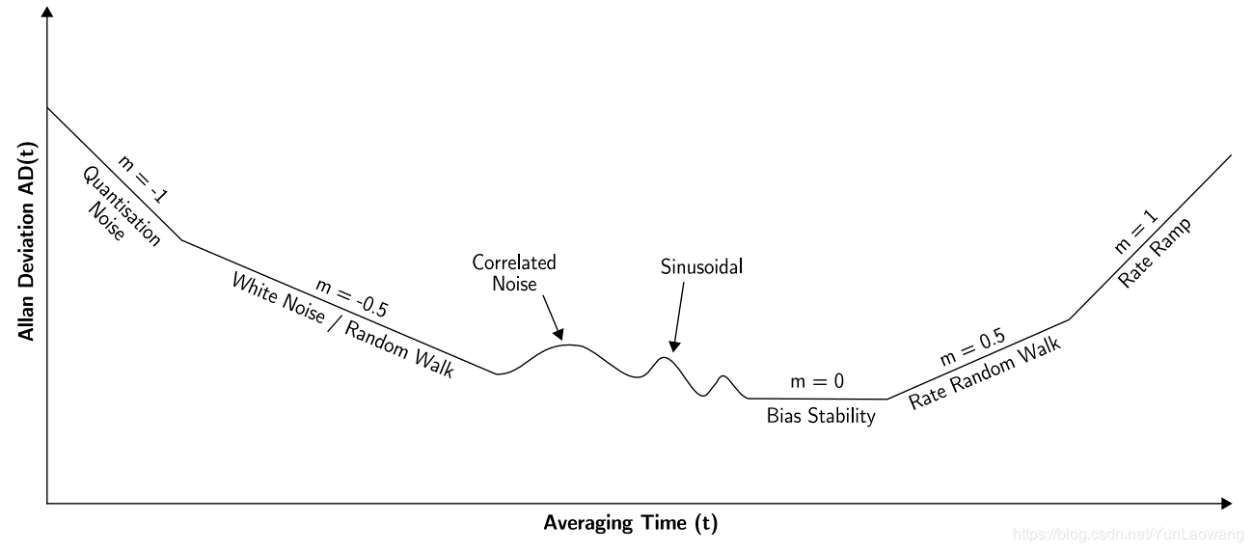 Allan Deviation AD(t)
m = -1
Quantisation
Noise
m = -0.5
White Noise / Random Walk
Correlated
Noise
Sinusoidal
m = 0
Bias Stability
m = 0.5
Rate Random Walk
m = 1
Rate Ramp
Averaging Time (t)
https://blog.csdn.net/YunLaowang